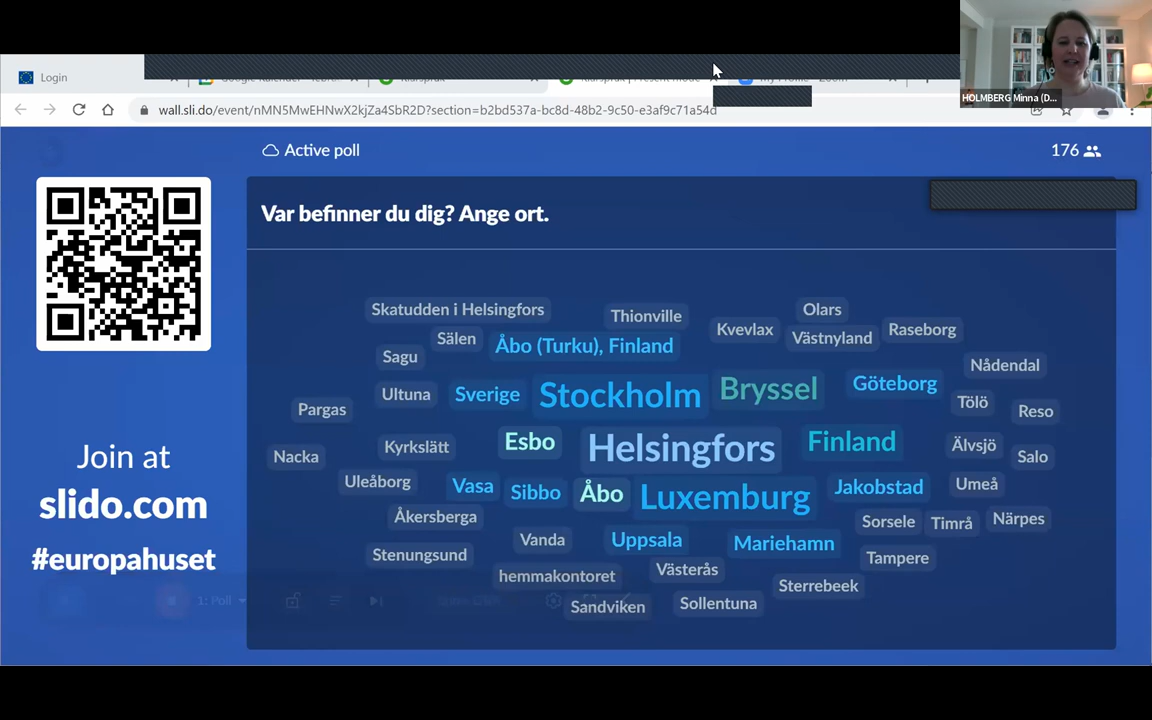 Login
wall.sli.do/event/nMN5MwEHNwX2kjZa4SbR2D?section=b2bd537a-bc8d-48b2-9c50-e3af9c71a54d
HOLMBERG Minna (D...
Active poll
176
Var befinner du dig? Ange ort.
Skatudden i Helsingfors
Thionville
Olars
Sälen
Åbo (Turku), Finland
Kvevlax
Västnyland
Raseborg
Sagu
Nådendal
Ultuna
Sverige
Stockholm
Bryssel
Göteborg
Tölö
Reso
Pargas
Kyrkslätt
Esbo
Helsingfors
Finland
Älvsjö
Salo
Nacka
Uleåborg
Vasa
Sibbo
Åbo
Luxemburg
Jakobstad
Umeå
Åkersberga
Sorsele
Timrå
Närpes
Stenungsund
Vanda
Uppsala
Mariehamn
Tampere
hemmakontoret
Västerås
Sterrebeek
Sandviken
Sollentuna
Join at
slido.com
#europahuset
1: Poll